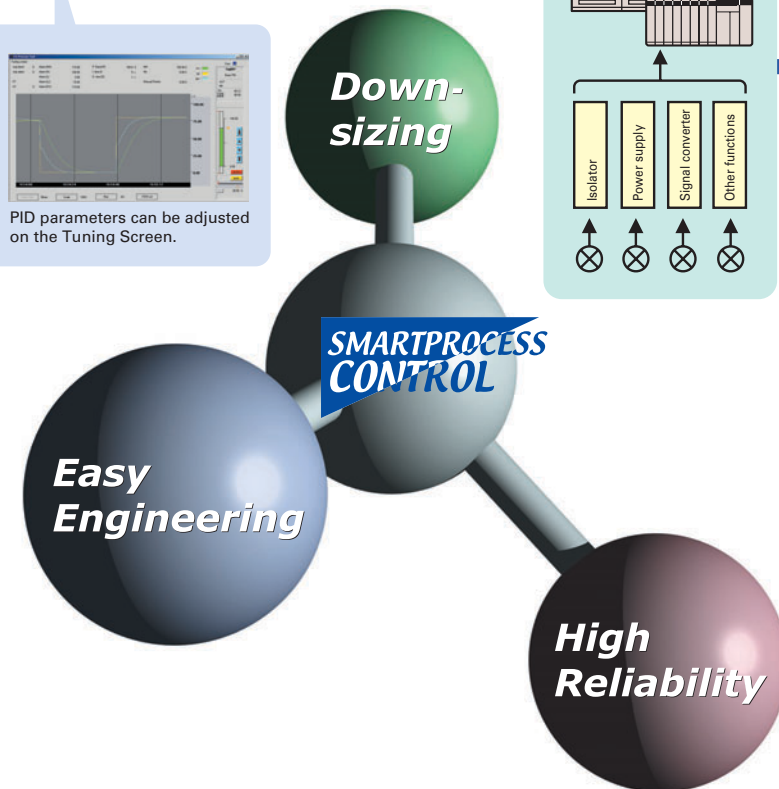 PID parameters can be adjusted
on the Tuning Screen.
Down-
sizing
Isolator
Power supply
Signal converter
Other functions
SMARTPROCESS
CONTROL
Easy
Engineering
High
Reliability